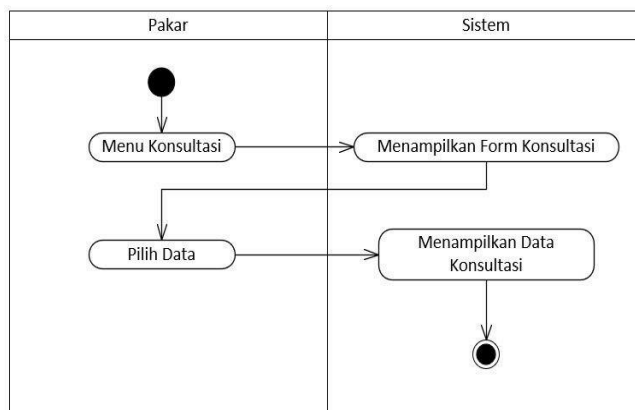 Pakar
Sistem
Menu Konsultasi
Menampilkan Form Konsultasi
Pilih Data
Menampilkan Data
Konsultasi